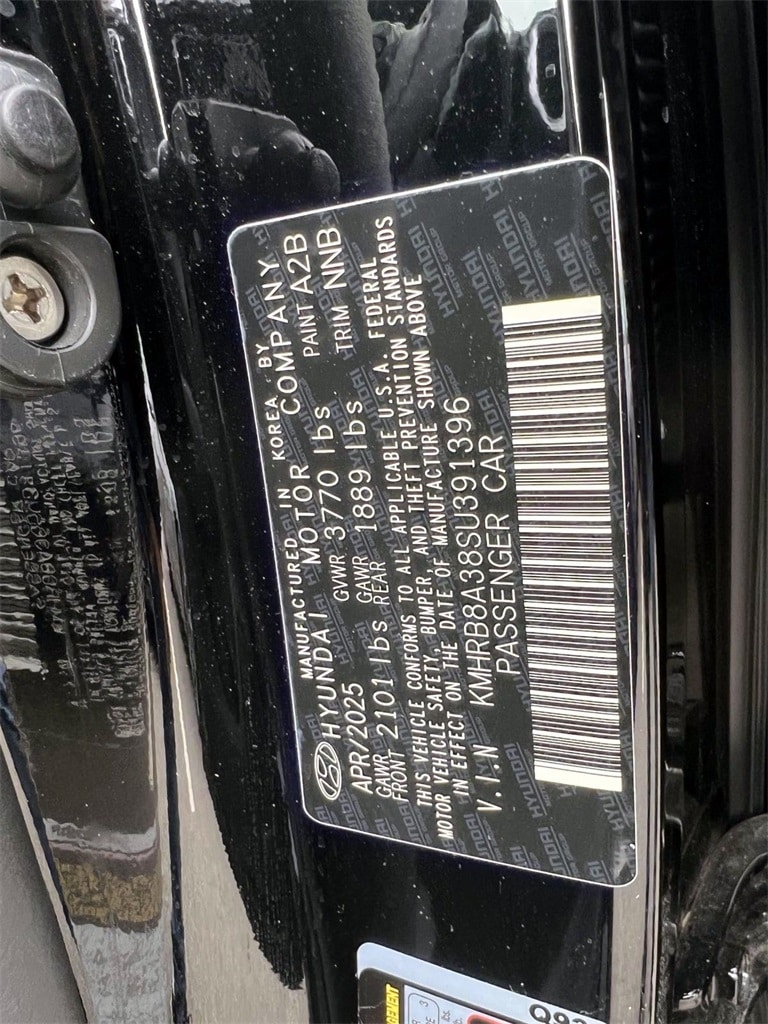 MANUFACTURED IN KOREA BY
HYUNDAI MOTOR COMPANY
APR/2025 GVWR 3770 lbs PAINT A2B
GAWR FRONT 2101 lbs GAWR REAR 1889 lbs TRIM NNB
THIS VEHICLE CONFORMS TO ALL APPLICABLE U.S.A. FEDERAL
MOTOR VEHICLE SAFETY, BUMPER, AND THEFT PREVENTION STANDARDS
IN EFFECT ON THE DATE OF MANUFACTURE SHOWN ABOVE
V.I.N KMHRB8A38SU391396
PASSENGER CAR